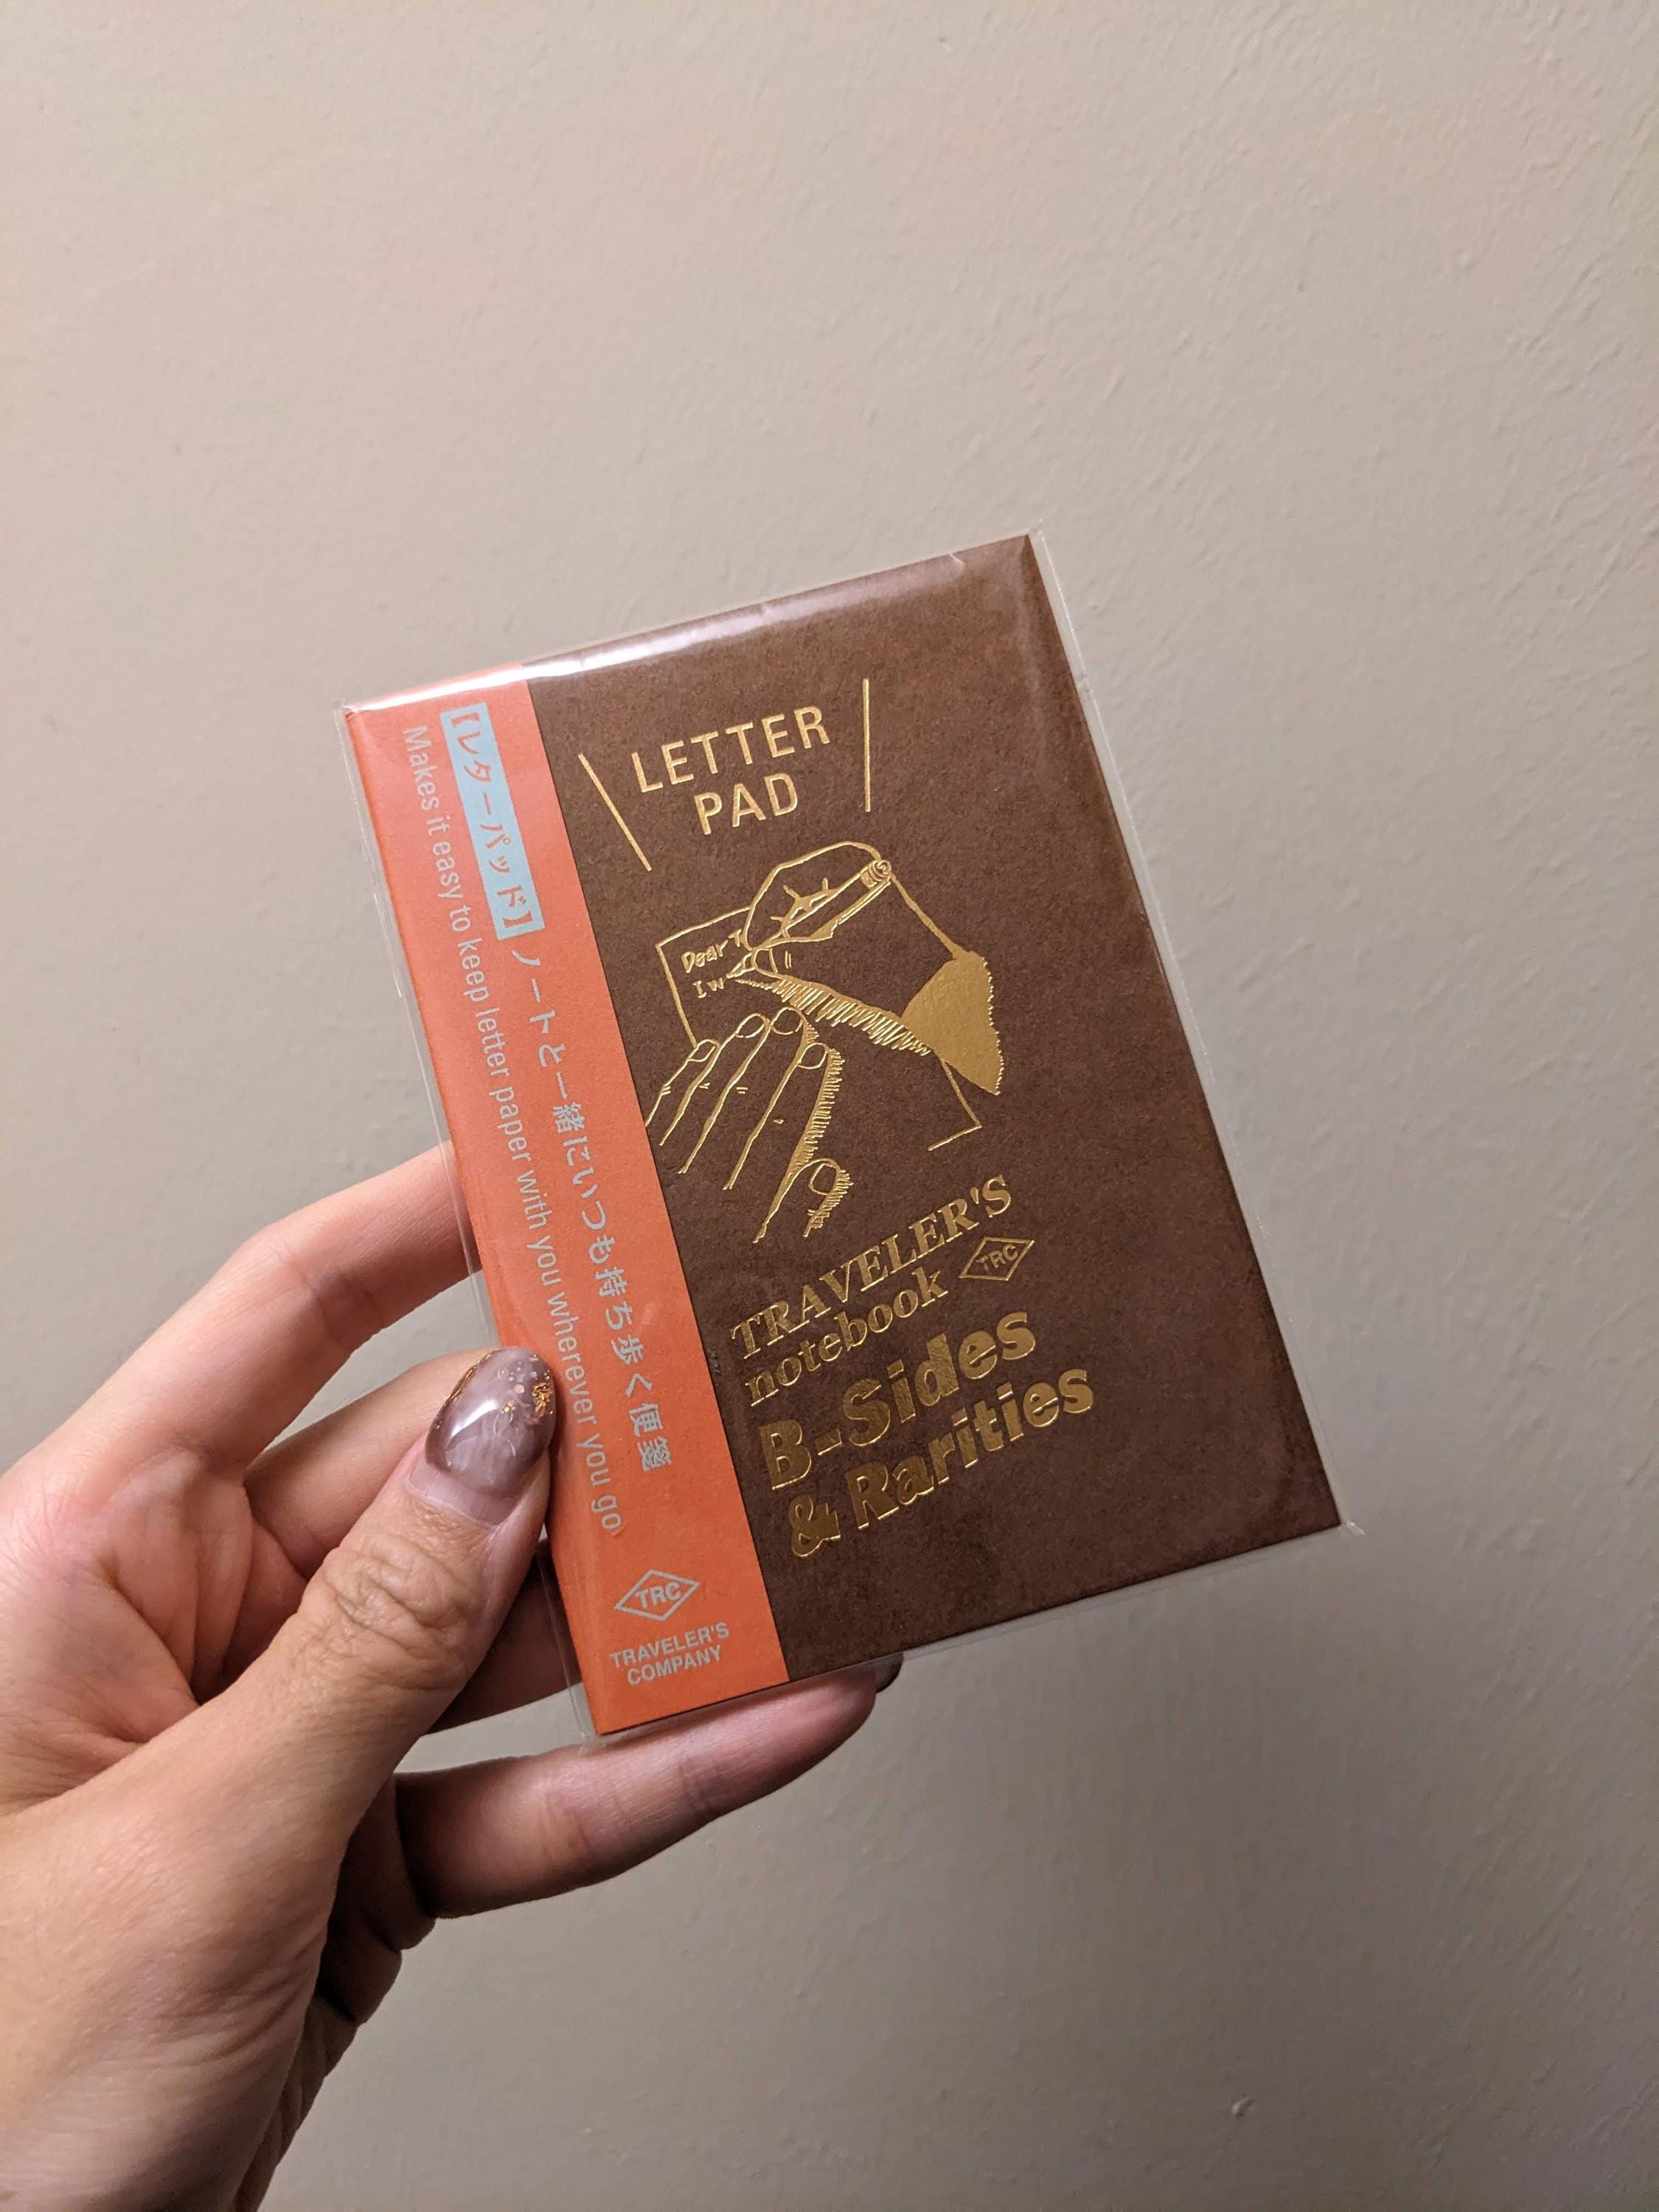 LETTER
PAD
Dear T
I w
TRAVELER'S
notebook
TRC
B-Sides
& Rarities
【レターパッド】ノートと一緒にいつも持ち歩く便箋
Makes it easy to keep letter paper with you wherever you go
TRC
TRAVELER'S
COMPANY